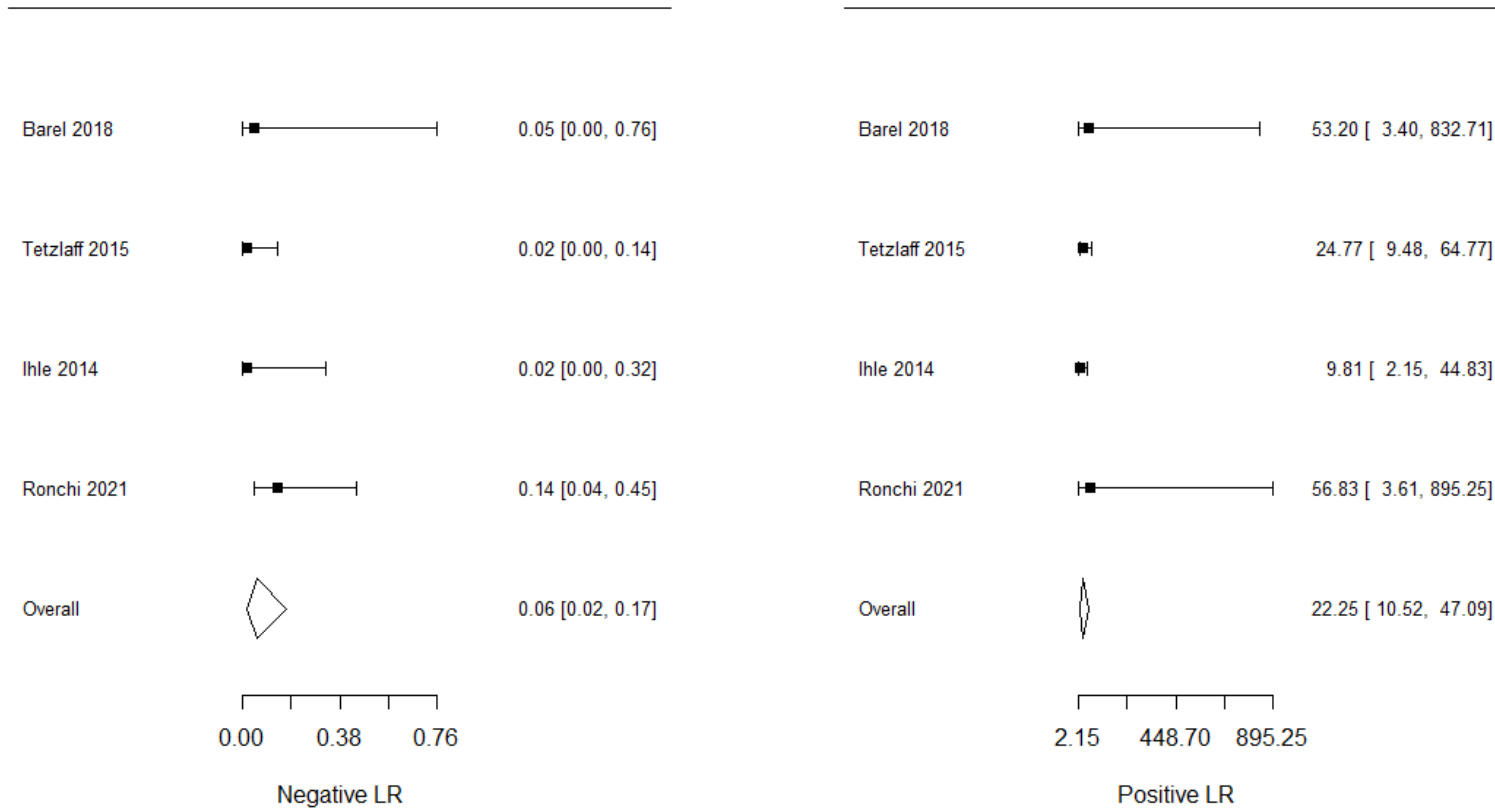 Barel 2018 0.05 [0.00, 0.76]
Tetzlaff 2015 0.02 [0.00, 0.14]
Ihle 2014 0.02 [0.00, 0.32]
Ronchi 2021 0.14 [0.04, 0.45]
Overall 0.06 [0.02, 0.17]
0.00 0.38 0.76
Negative LR
Barel 2018 53.20 [ 3.40, 832.71]
Tetzlaff 2015 24.77 [ 9.48, 64.77]
Ihle 2014 9.81 [ 2.15, 44.83]
Ronchi 2021 56.83 [ 3.61, 895.25]
Overall 22.25 [ 10.52, 47.09]
2.15 448.70 895.25
Positive LR